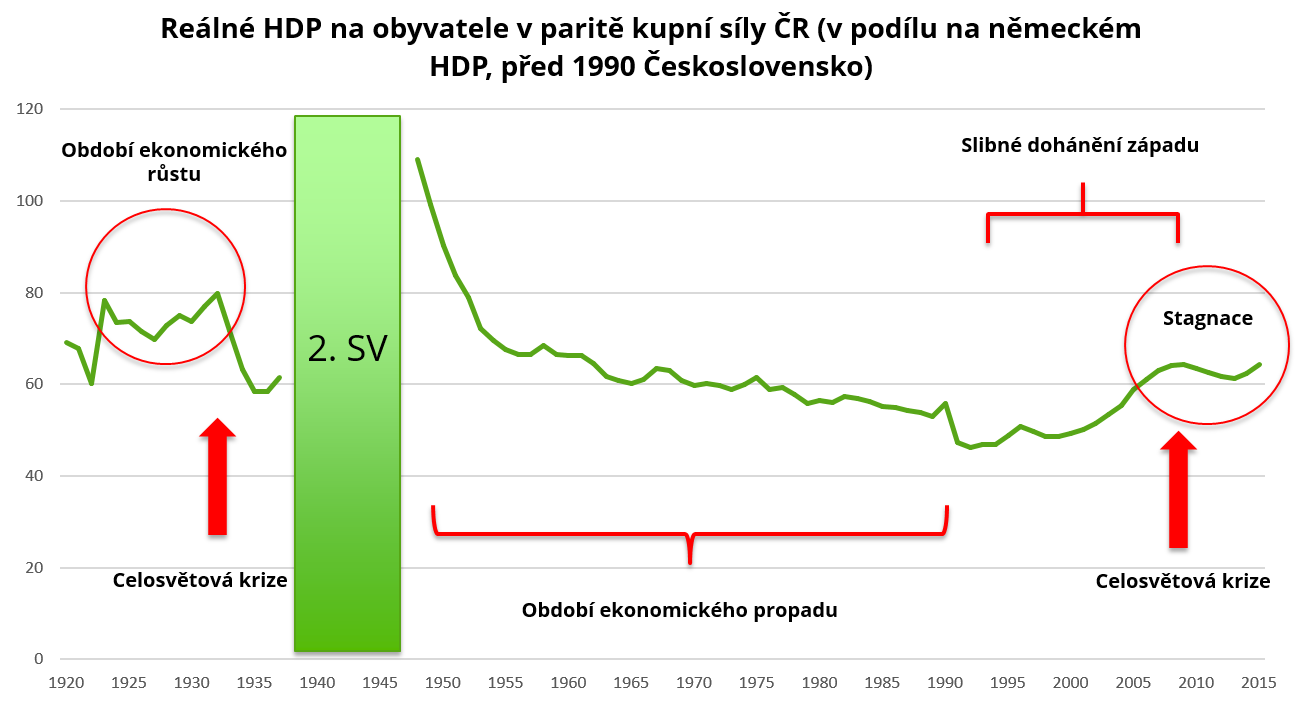 Reálné HDP na obyvatele v paritě kupní síly ČR (v podílu na německém
HDP, před 1990 Československo)
120
100
80
60
40
20
0
Období ekonomického
růstu
Slibné dohánění západu
Stagnace
2. SV
Celosvětová krize
Období ekonomického propadu
Celosvětová krize
1920 1925 1930 1935 1940 1945 1950 1955 1960 1965 1970 1975 1980 1985 1990 1995 2000 2005 2010 2015